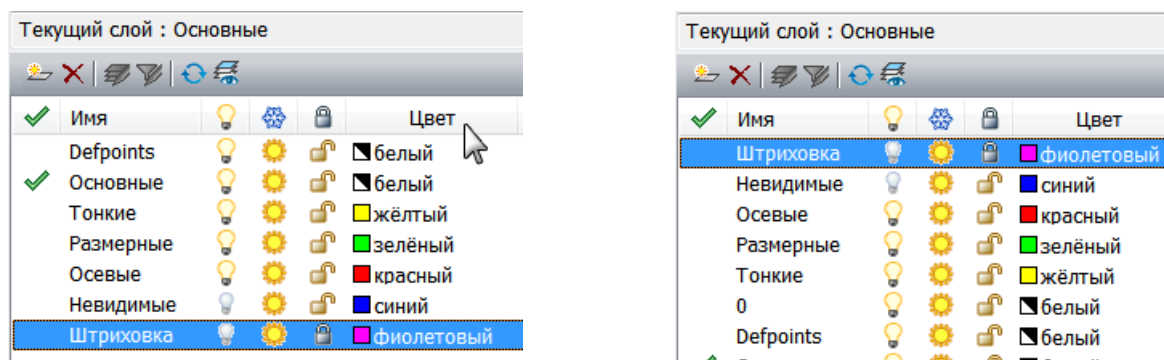 Текущий слой : Основные
Имя Цвет
Defpoints белый
Основные белый
Тонкие жёлтый
Размерные зелёный
Осевые красный
Невидимые синий
Штриховка фиолетовый
Текущий слой : Основные
Имя Цвет
Штриховка фиолетовый
Невидимые синий
Осевые красный
Размерные зелёный
Тонкие жёлтый
0 белый
Defpoints белый